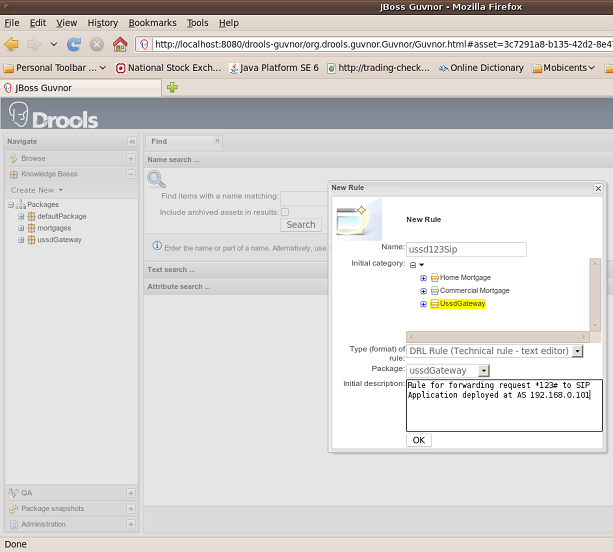 JBoss Guvnor - Mozilla Firefox
File Edit View History Bookmarks Tools Help
http://localhost:8080/drools-guvnor/org.drools.guvnor.Guvnor/Guvnor.html#asset=3c7291a8-b135-42d2-8e4
Personal Toolbar ... National Stock Exch... Java Platform SE 6 http://trading-check... Online Dictionary Mobicents
JBoss Guvnor
Drools
Navigate
Browse
Knowledge Bases
Create New
Packages
defaultPackage
mortgages
ussdGateway
QA
Package snapshots
Administration
Find
Name search ...
Find items with a name matching:
Include archived assets in results:
Search
Enter the name or part of a name. Alternatively, use
Text search ...
Attribute search ...
New Rule
New Rule
Name: ussd123Sip
Initial category:
Home Mortgage
Commercial Mortgage
UssdGateway
Type (format) of rule: DRL Rule (Technical rule - text editor)
Package: ussdGateway
Initial description: Rule for forwarding request *123# to SIP
Application deployed at AS 192.168.0.101
OK
Done